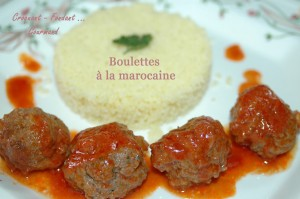 Croquant - Fondant ...
Gourmand
Boulettes
à la marocaine